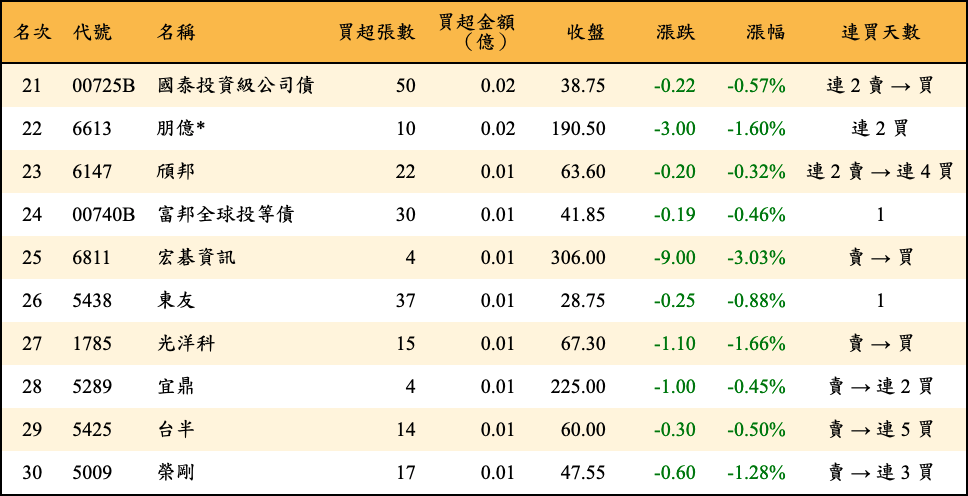 名次 代號 名稱 買超張數 買超金額（億） 收盤 漲跌 漲幅 連買天數
21 00725B 國泰投資級公司債 50 0.02 38.75 -0.22 -0.57% 連 2 賣 → 買
22 6613 朋億* 10 0.02 190.50 -3.00 -1.60% 連 2 買
23 6147 頎邦 22 0.01 63.60 -0.20 -0.32% 連 2 賣 → 連 4 買
24 00740B 富邦全球投等債 30 0.01 41.85 -0.19 -0.46% 1
25 6811 宏碁資訊 4 0.01 306.00 -9.00 -3.03% 賣 → 買
26 5438 東友 37 0.01 28.75 -0.25 -0.88% 1
27 1785 光洋科 15 0.01 67.30 -1.10 -1.66% 賣 → 買
28 5289 宜鼎 4 0.01 225.00 -1.00 -0.45% 賣 → 連 2 買
29 5425 台半 14 0.01 60.00 -0.30 -0.50% 賣 → 連 5 買
30 5009 榮剛 17 0.01 47.55 -0.60 -1.28% 賣 → 連 3 買